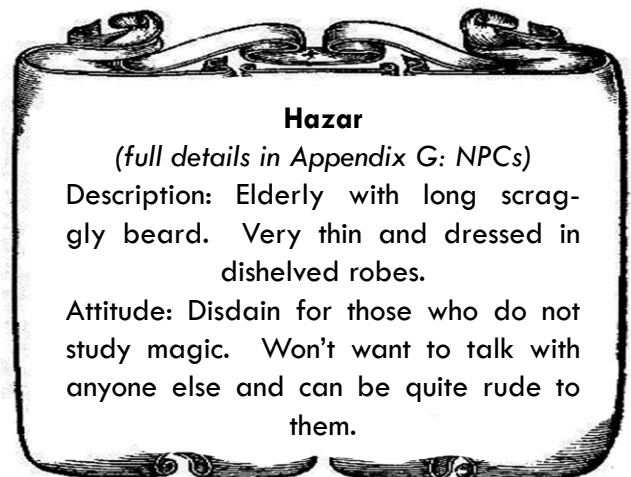 Hazar
(full details in Appendix G: NPCs)
Description: Elderly with long scrag-
gly beard. Very thin and dressed in
dishelved robes.
Attitude: Disdain for those who do not
study magic. Won't want to talk with
anyone else and can be quite rude to
them.